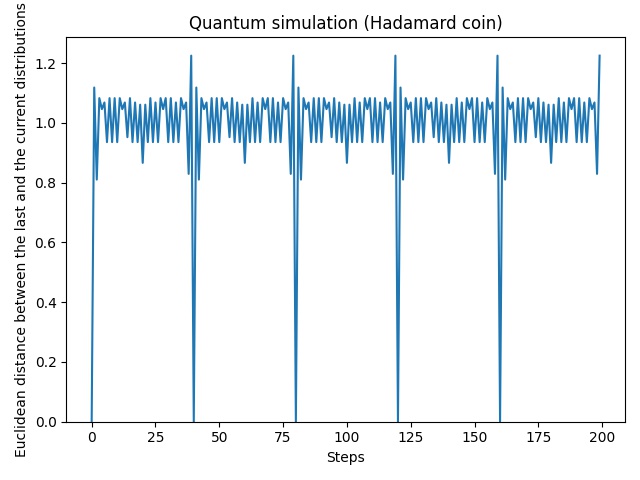 Quantum simulation (Hadamard coin)
Euclidean distance between the last and the current distributions
1.2
1.0
0.8
0.6
0.4
0.2
0.0
0 25 50 75 100 125 150 175 200
Steps